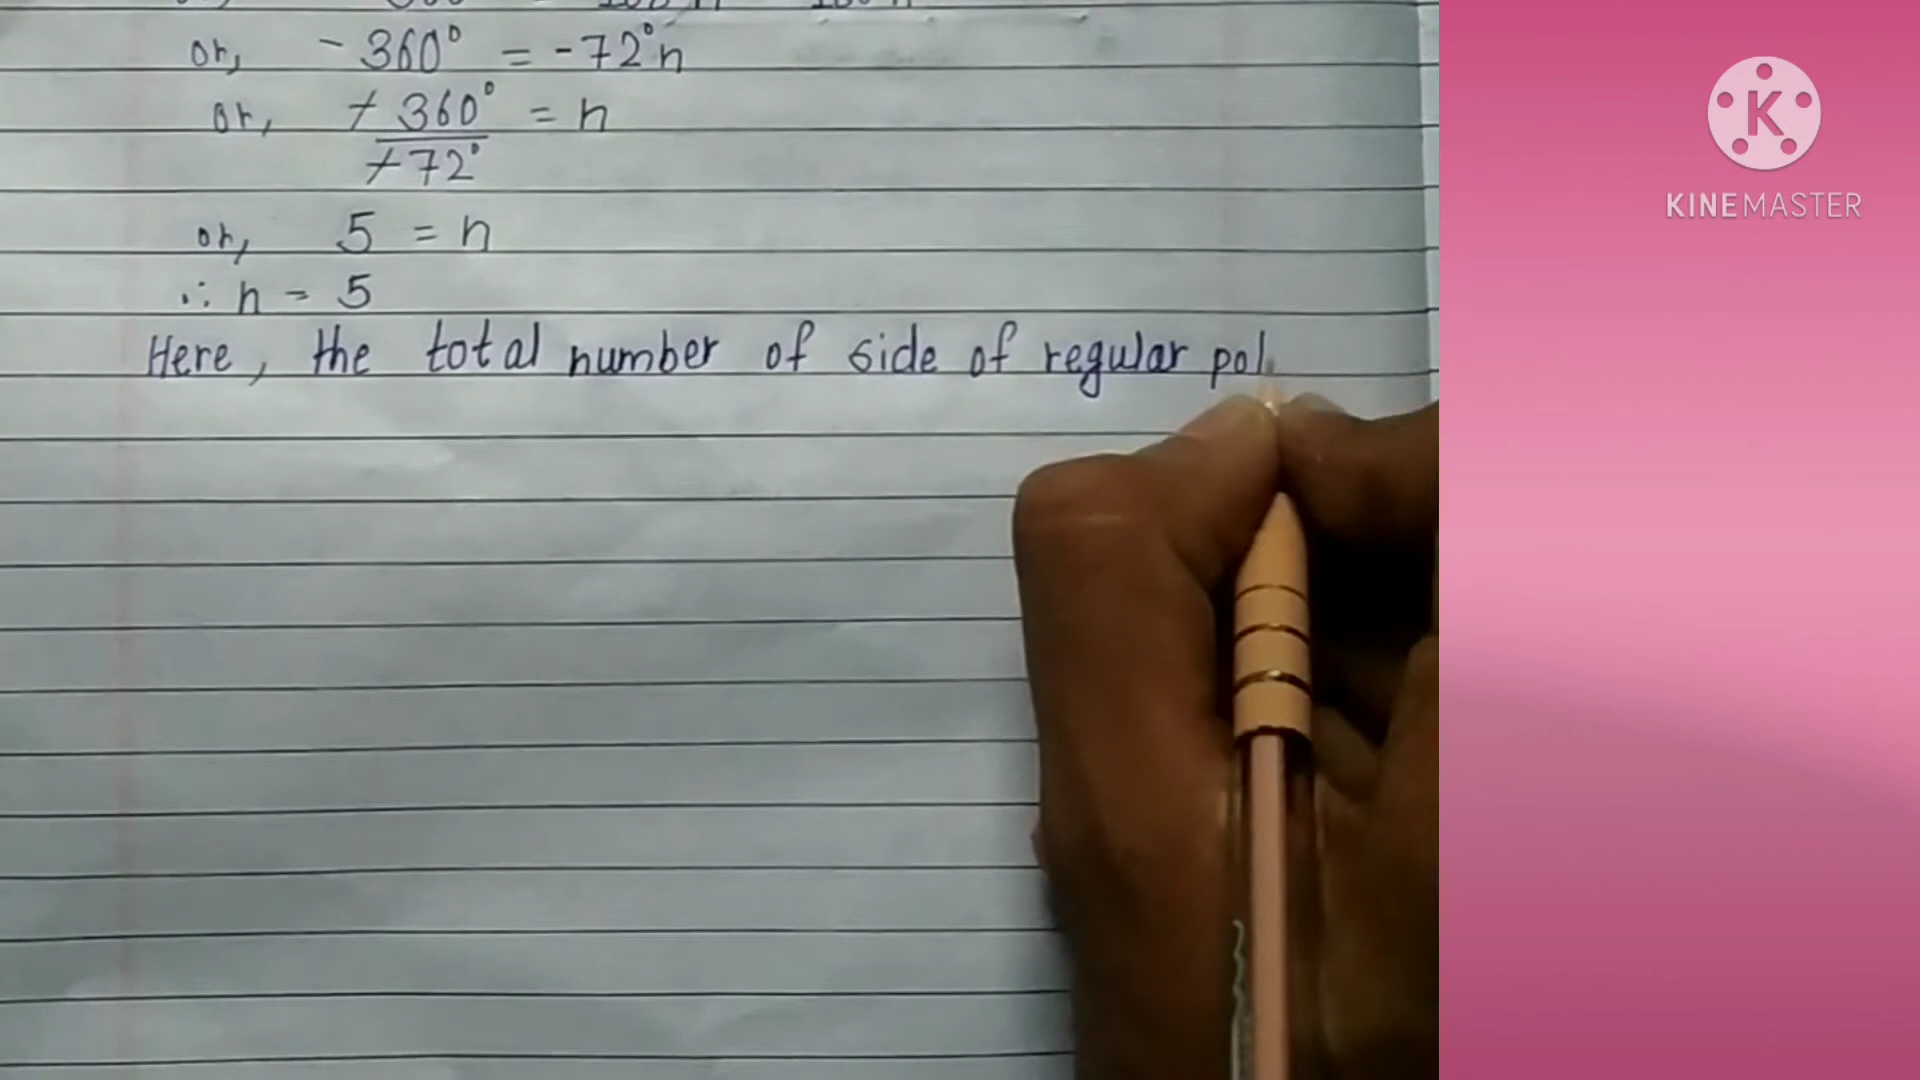 or, - 360° = -72°n
or, - 360° = n
-72°
or, 5 = n
∴ n = 5
Here, the total number of side of regular pol
K
KINEMASTER